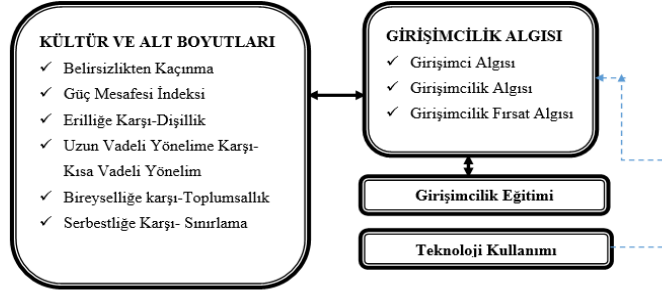 KÜLTÜR VE ALT BOYUTLARI
✓ Belirsizlikten Kaçınma
✓ Güç Mesafesi İndeksi
✓ Erilliğe Karşı-Dişillik
✓ Uzun Vadeli Yönelime Karşı-
Kısa Vadeli Yönelim
✓ Bireyselliğe karşı-Toplumsallık
✓ Serbestliğe Karşı- Sınırlama
GİRİŞİMCİLİK ALGISI
✓ Girişimci Algısı
✓ Girişimcilik Algısı
✓ Girişimcilik Fırsat Algısı
Girişimcilik Eğitimi
Teknoloji Kullanımı